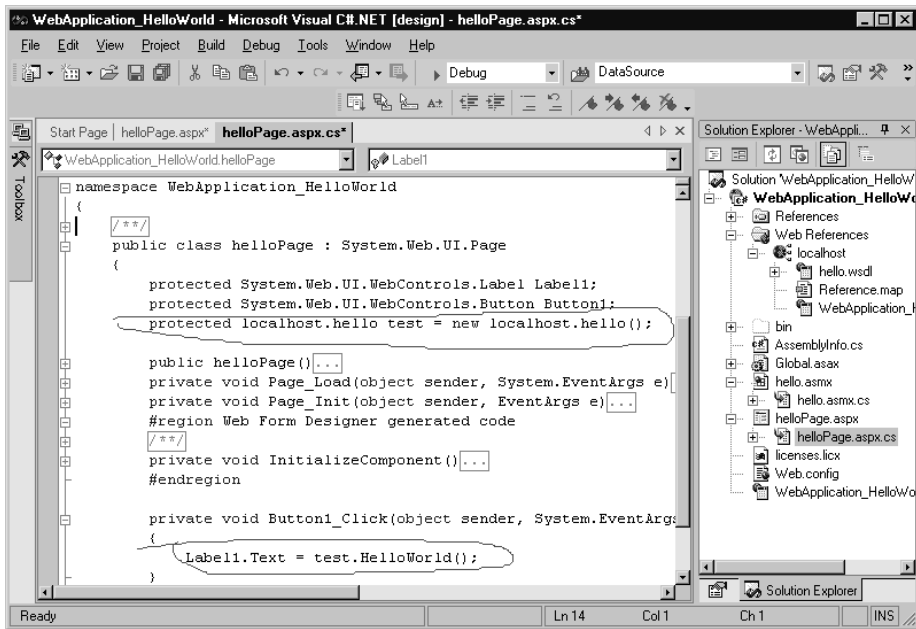 WebApplication_HelloWorld - Microsoft Visual C#.NET [design] - helloPage.aspx.cs*
File Edit View Project Build Debug Tools Window Help
Debug DataSource
Start Page helloPage.aspx* helloPage.aspx.cs*
WebApplication_HelloWorld.helloPage Label1
Toolbox
namespace WebApplication_HelloWorld
{
/**/
public class helloPage : System.Web.UI.Page
{
protected System.Web.UI.WebControls.Label Label1;
protected System.Web.UI.WebControls.Button Button1;
protected localhost.hello test = new localhost.hello();
public helloPage()...
private void Page_Load(object sender, System.EventArgs e)
private void Page_Init(object sender, EventArgs e)...
#region Web Form Designer generated code
/**/
private void InitializeComponent()...
#endregion
private void Button1_Click(object sender, System.EventArgs
{
Label1.Text = test.HelloWorld();
}
Solution Explorer - WebAppli...
Solution 'WebApplication_HelloW
WebApplication_HelloWo
References
Web References
localhost
hello.wsdl
Reference.map
WebApplication_H
bin
AssemblyInfo.cs
Global.asax
hello.asmx
hello.asmx.cs
helloPage.aspx
helloPage.aspx.cs
licenses.licx
Web.config
WebApplication_HelloWo
Solution Explorer
Ready Ln 14 Col 1 Ch 1 INS